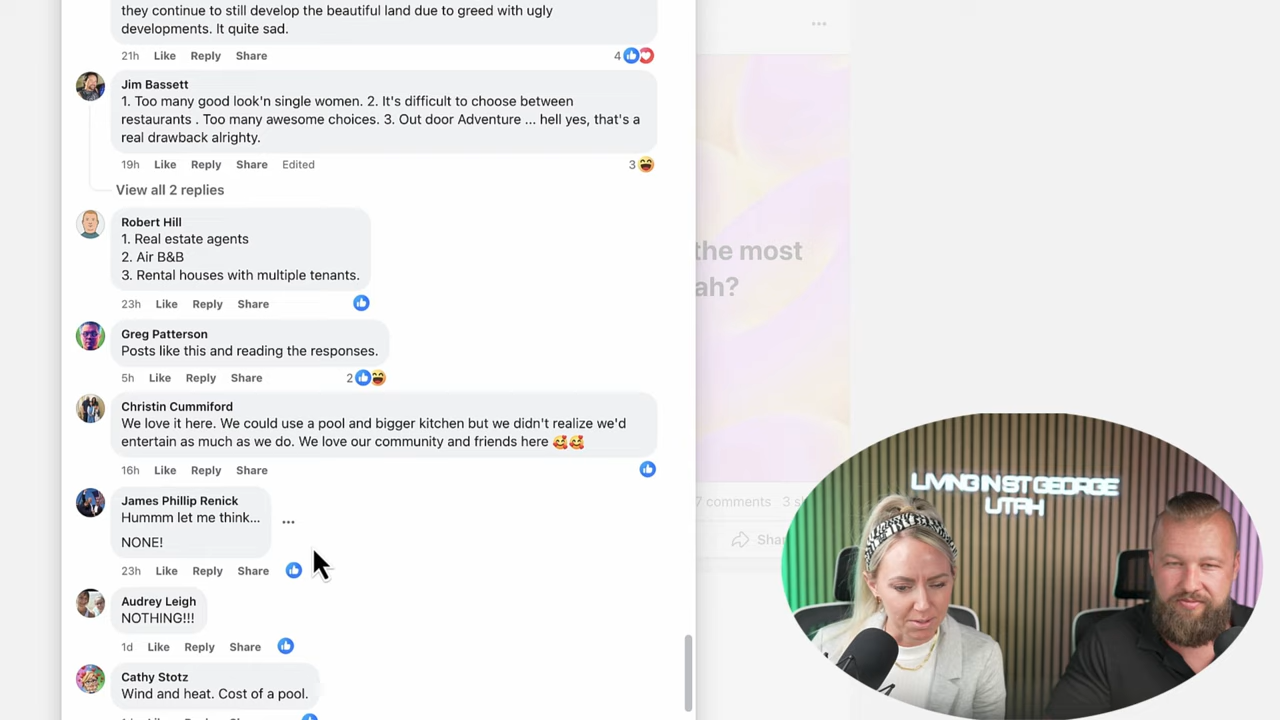 they continue to still develop the beautiful land due to greed with ugly
developments. It quite sad.
21h Like Reply Share 4
Jim Bassett
1. Too many good look'n single women. 2. It's difficult to choose between
restaurants . Too many awesome choices. 3. Out door Adventure ... hell yes, that's a
real drawback alrighty.
19h Like Reply Share Edited 3
View all 2 replies
Robert Hill
1. Real estate agents
2. Air B&B
3. Rental houses with multiple tenants.
23h Like Reply Share
Greg Patterson
Posts like this and reading the responses.
5h Like Reply Share 2
Christin Cummiford
We love it here. We could use a pool and bigger kitchen but we didn't realize we'd
entertain as much as we do. We love our community and friends here 🥰🥰
16h Like Reply Share
James Phillip Renick
Hummm let me think...
NONE!
23h Like Reply Share
Audrey Leigh
NOTHING!!!
1d Like Reply Share
Cathy Stotz
Wind and heat. Cost of a pool.
the most
ah?
7 comments 3 s
Shar
LIVING IN ST GEORGE
UTAH